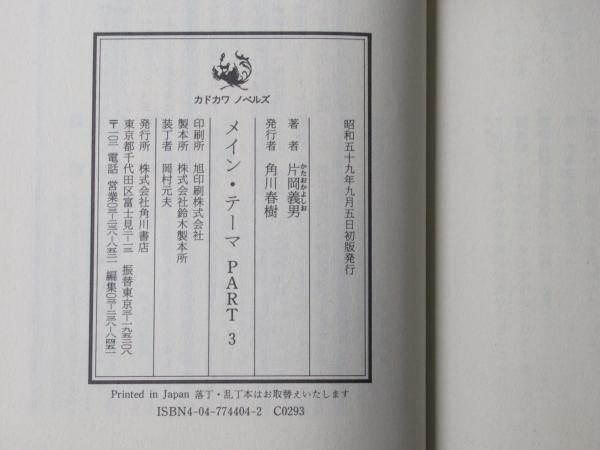 カドカワ ノベルズ
昭和五十九年九月五日初版発行
著 者 片岡義男
かたおかよしお
発行者 角川春樹
メイン・テーマ PART 3
印刷所 旭印刷株式会社
製本所 株式会社鈴木製本所
装丁者 岡村元夫
発行所 株式会社角川書店
東京都千代田区富士見二-一三 振替東京三-一九五二〇八
〒一〇二 電話 営業〇三-二三八-八五二一 編集〇三-二三八-八四五一
Printed in Japan 落丁・乱丁本はお取替えいたします
ISBN4-04-774404-2 C0293